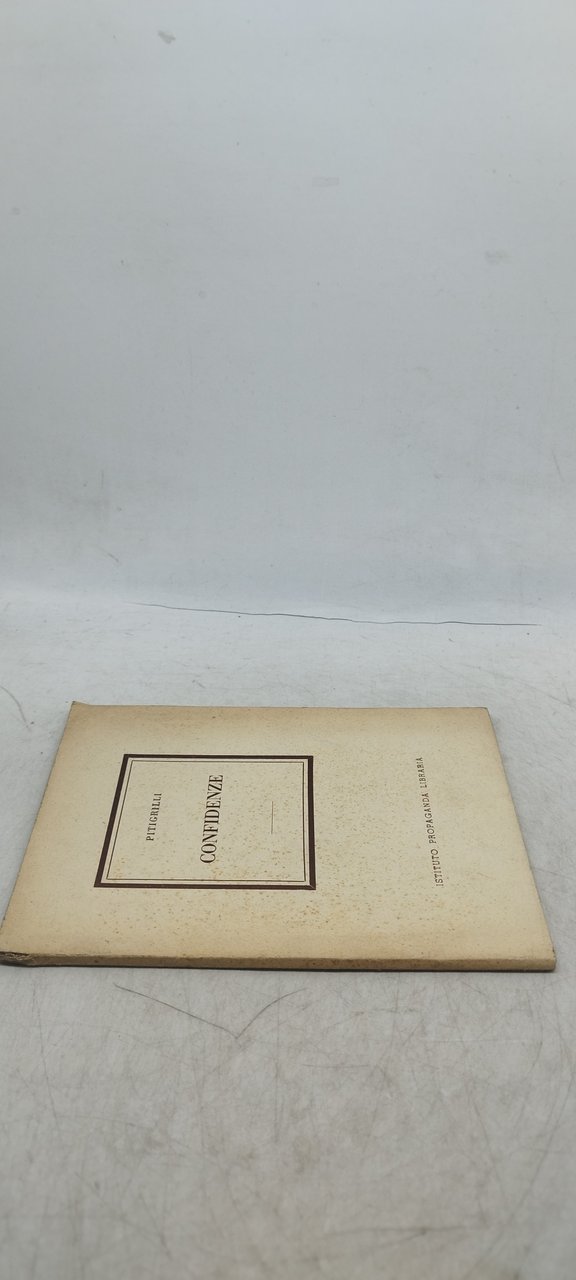 PITIGRILLI
CONFIDENZE
ISTITUTO PROPAGANDA LIBRARIA